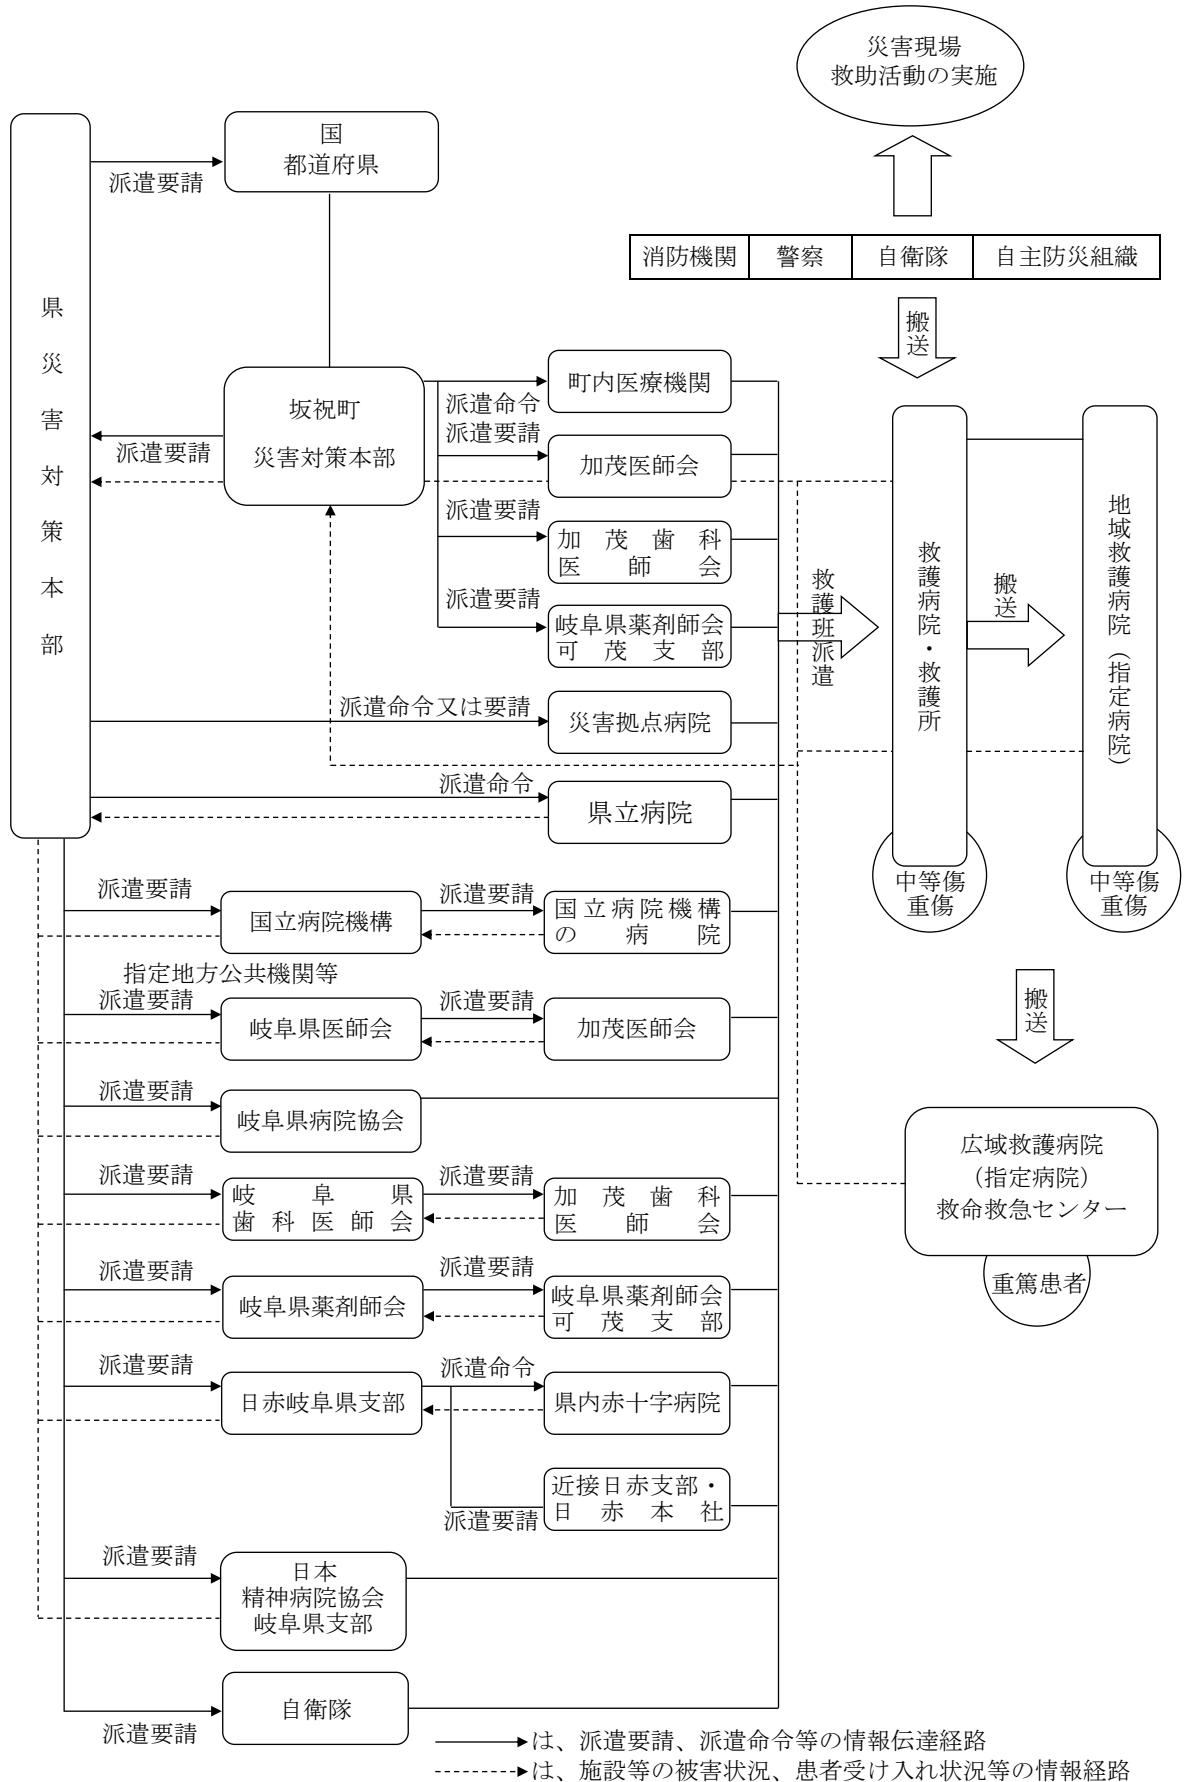 災害現場
救助活動の実施
国
都道府県
派遣要請
消防機関
警察
自衛隊
自主防災組織
搬送
県災害対策本部
坂祝町
災害対策本部
派遣要請
町内医療機関
派遣命令
派遣要請
加茂医師会
派遣要請
加茂歯科
医師会
派遣要請
岐阜県薬剤師会
可茂支部
救護班派遣
救護病院・救護所
搬送
地域救護病院（指定病院）
派遣命令又は要請
災害拠点病院
派遣命令
県立病院
中等傷
重傷
中等傷
重傷
派遣要請
国立病院機構
派遣要請
国立病院機構
の病院
指定地方公共機関等
派遣要請
岐阜県医師会
派遣要請
加茂医師会
搬送
派遣要請
岐阜県病院協会
広域救護病院
（指定病院）
救命救急センター
重篤患者
派遣要請
岐阜県
歯科医師会
派遣要請
加茂歯科
医師会
派遣要請
岐阜県薬剤師会
派遣要請
岐阜県薬剤師会
可茂支部
派遣要請
日赤岐阜県支部
派遣命令
県内赤十字病院
近接日赤支部・
日赤本社
派遣要請
派遣要請
日本
精神病院協会
岐阜県支部
派遣要請
自衛隊
は、派遣要請、派遣命令等の情報伝達経路
は、施設等の被害状況、患者受け入れ状況等の情報経路